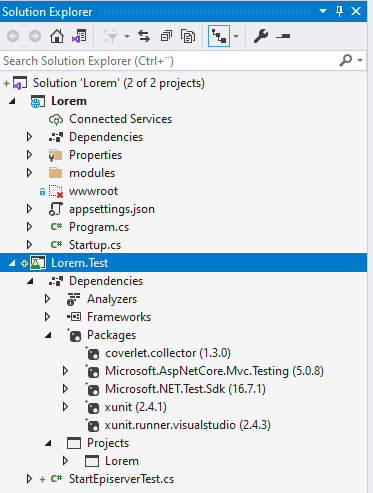 Solution Explorer
Search Solution Explorer (Ctrl+¨)
Solution 'Lorem' (2 of 2 projects)
Lorem
Connected Services
Dependencies
Properties
modules
wwwroot
appsettings.json
C# Program.cs
C# Startup.cs
Lorem.Test
Dependencies
Analyzers
Frameworks
Packages
coverlet.collector (1.3.0)
Microsoft.AspNetCore.Mvc.Testing (5.0.8)
Microsoft.NET.Test.Sdk (16.7.1)
xunit (2.4.1)
xunit.runner.visualstudio (2.4.3)
Projects
Lorem
C# StartEpiserverTest.cs